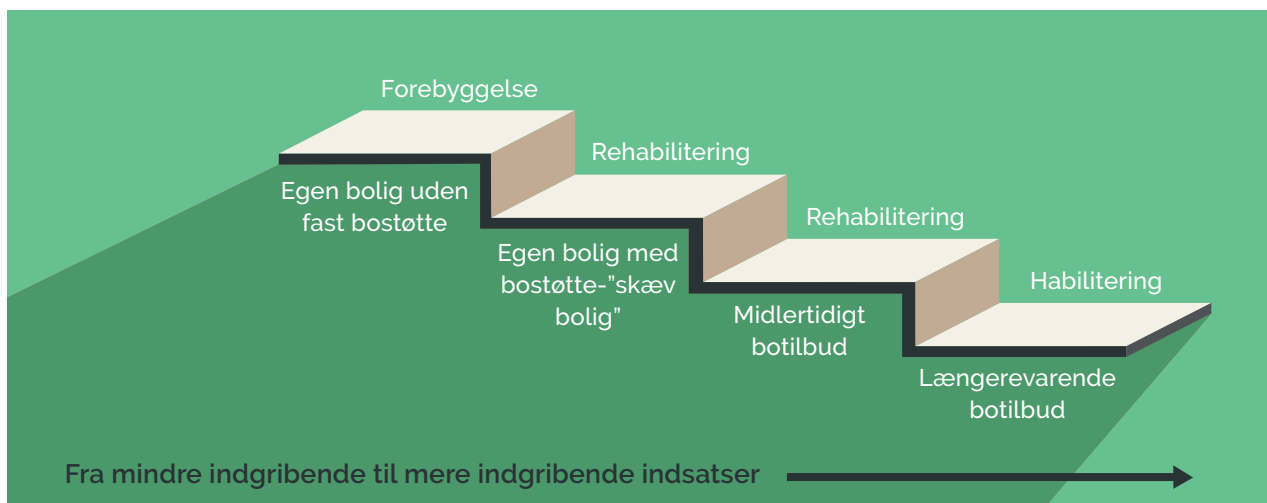 Forebyggelse
Egen bolig uden
fast bostøtte
Rehabilitering
Egen bolig med
bostøtte-”skæv
bolig”
Rehabilitering
Midlertidigt
botilbud
Habilitering
Længerevarende
botilbud
Fra mindre indgribende til mere indgribende indsatser